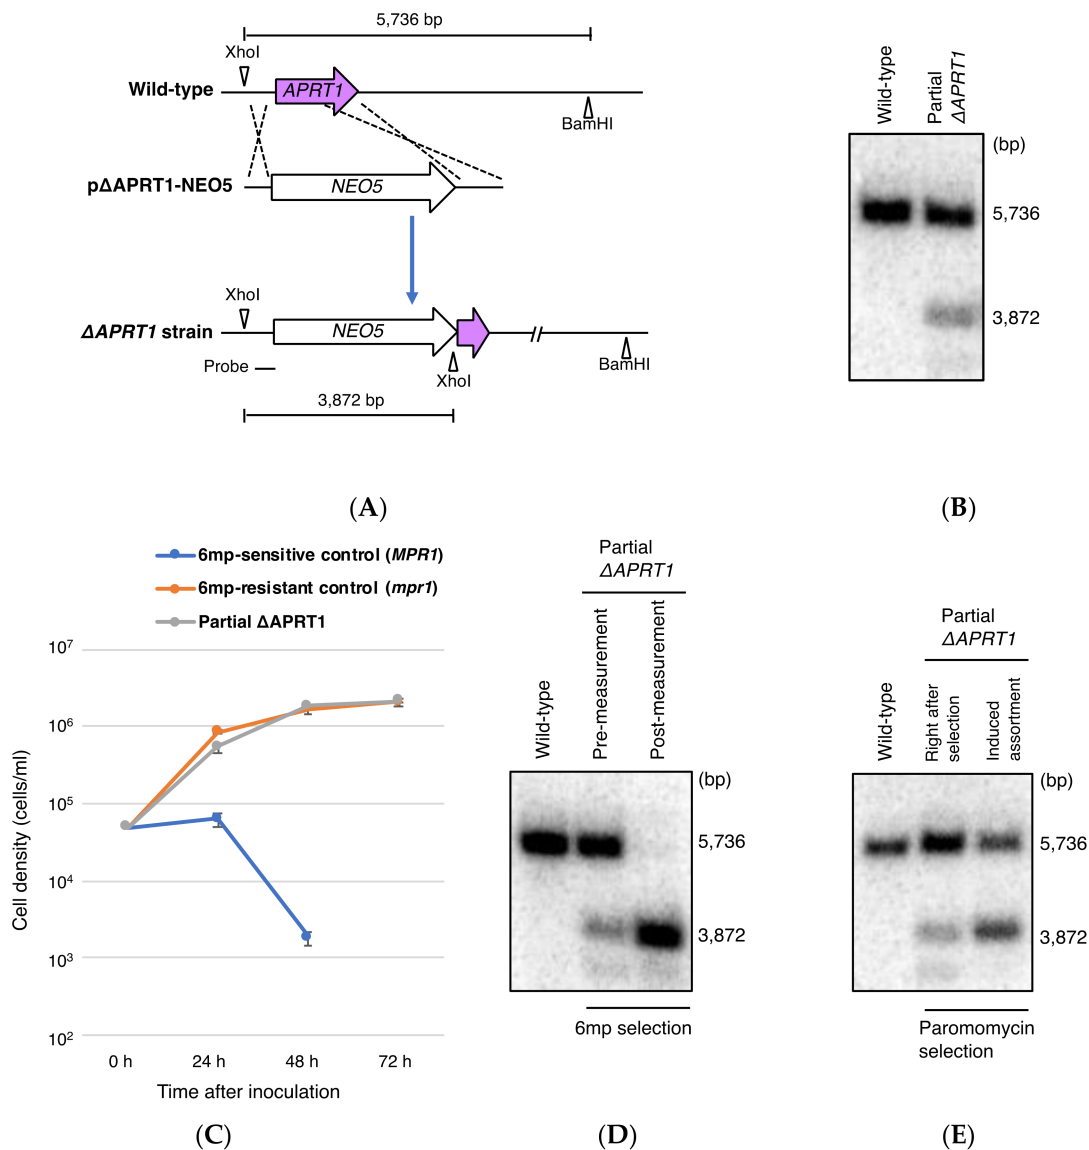 5,736 bp
XhoI
Wild-type
APRT1
BamHI
pΔAPRT1-NEO5
NEO5
XhoI
ΔAPRT1 strain
NEO5
Probe
XhoI
BamHI
3,872 bp
(A)
Wild-type
Partial
ΔAPRT1
(bp)
5,736
3,872
(B)
6mp-sensitive control (MPR1)
6mp-resistant control (mpr1)
Partial ΔAPRT1
Cell density (cells/ml)
10⁷
10⁶
10⁵
10⁴
10³
10²
0 h
24 h
48 h
72 h
Time after inoculation
(C)
Partial
ΔAPRT1
Wild-type
Pre-measurement
Post-measurement
(bp)
5,736
3,872
6mp selection
(D)
Partial
ΔAPRT1
Wild-type
Right after
selection
Induced
assortment
(bp)
5,736
3,872
Paromomycin
selection
(E)